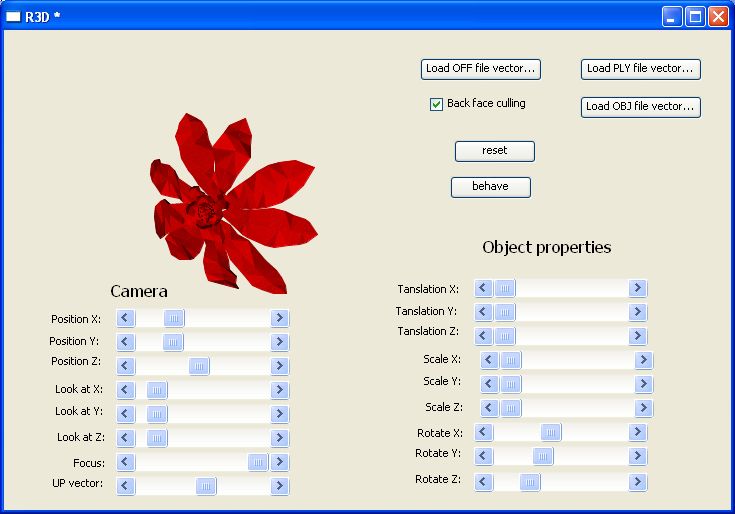 R3D *
Load OFF file vector...
Load PLY file vector...
Back face culling
Load OBJ file vector...
reset
behave
Object properties
Camera
Position X:
Position Y:
Position Z:
Look at X:
Look at Y:
Look at Z:
Focus:
UP vector:
Tanslation X:
Tanslation Y:
Tanslation Z:
Scale X:
Scale Y:
Scale Z:
Rotate X:
Rotate Y:
Rotate Z: